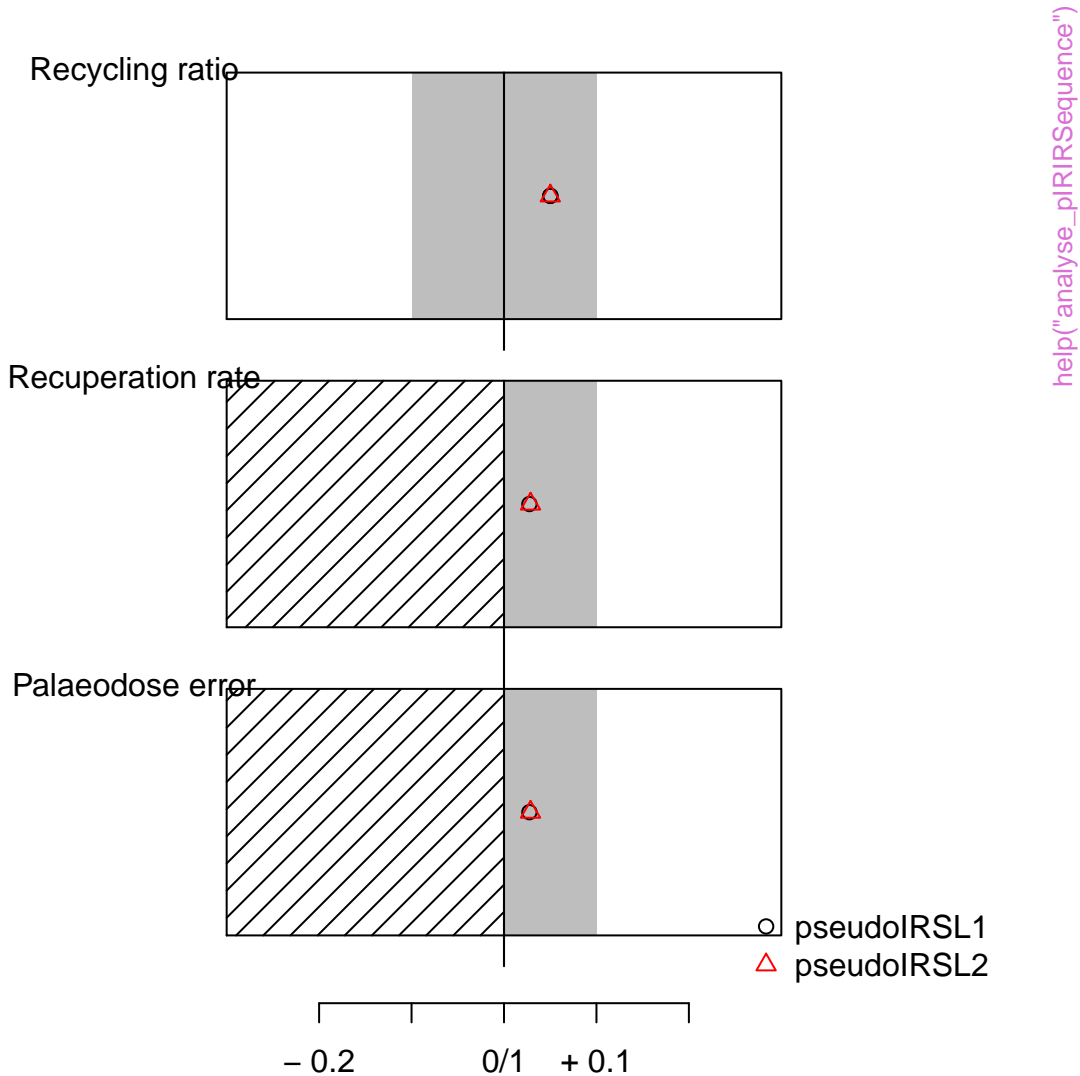 Recycling ratio
Recuperation rate
Palaeodose error
pseudoIRSL1
pseudoIRSL2
− 0.2 0/1 + 0.1
help("analyse_pIRIRSequence")